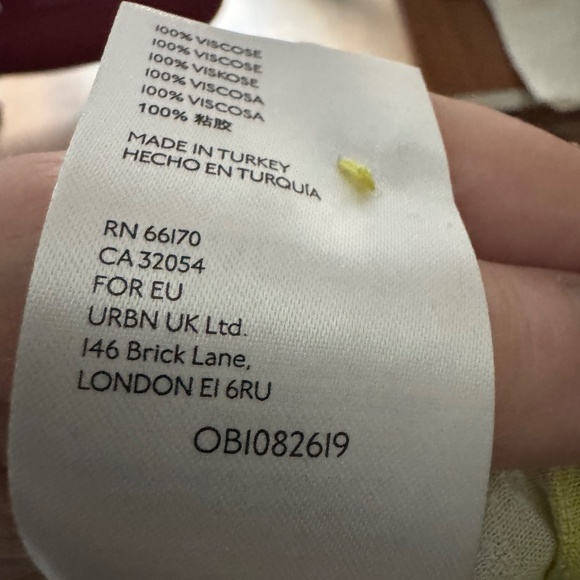 100% VISCOSE
100% VISCOSE
100% VISKOSE
100% VISCOSA
100% VISCOSA
100% 粘胶
MADE IN TURKEY
HECHO EN TURQUÍA
RN 66170
CA 32054
FOR EU
URBN UK Ltd.
146 Brick Lane,
LONDON E1 6RU
OB1082619